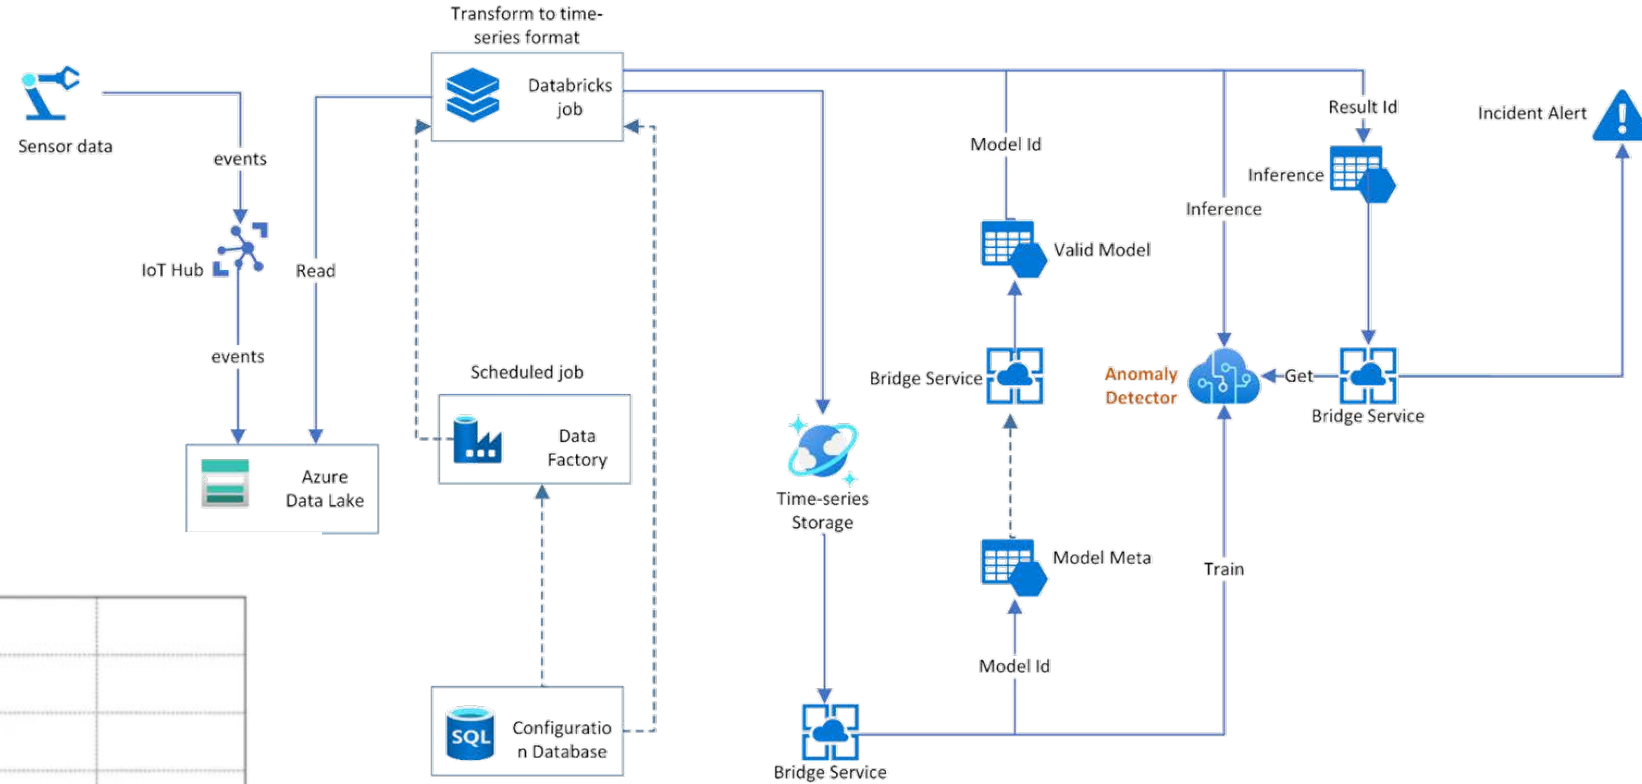 Transform to time-
series format
Databricks
job
Sensor data
events
IoT Hub
Read
events
Azure
Data Lake
Scheduled job
Data
Factory
SQL
Configuratio
n Database
Time-series
Storage
Bridge Service
Model Id
Valid Model
Bridge Service
Model Meta
Model Id
Inference
Anomaly
Detector
Train
Get
Result Id
Inference
Bridge Service
Incident Alert